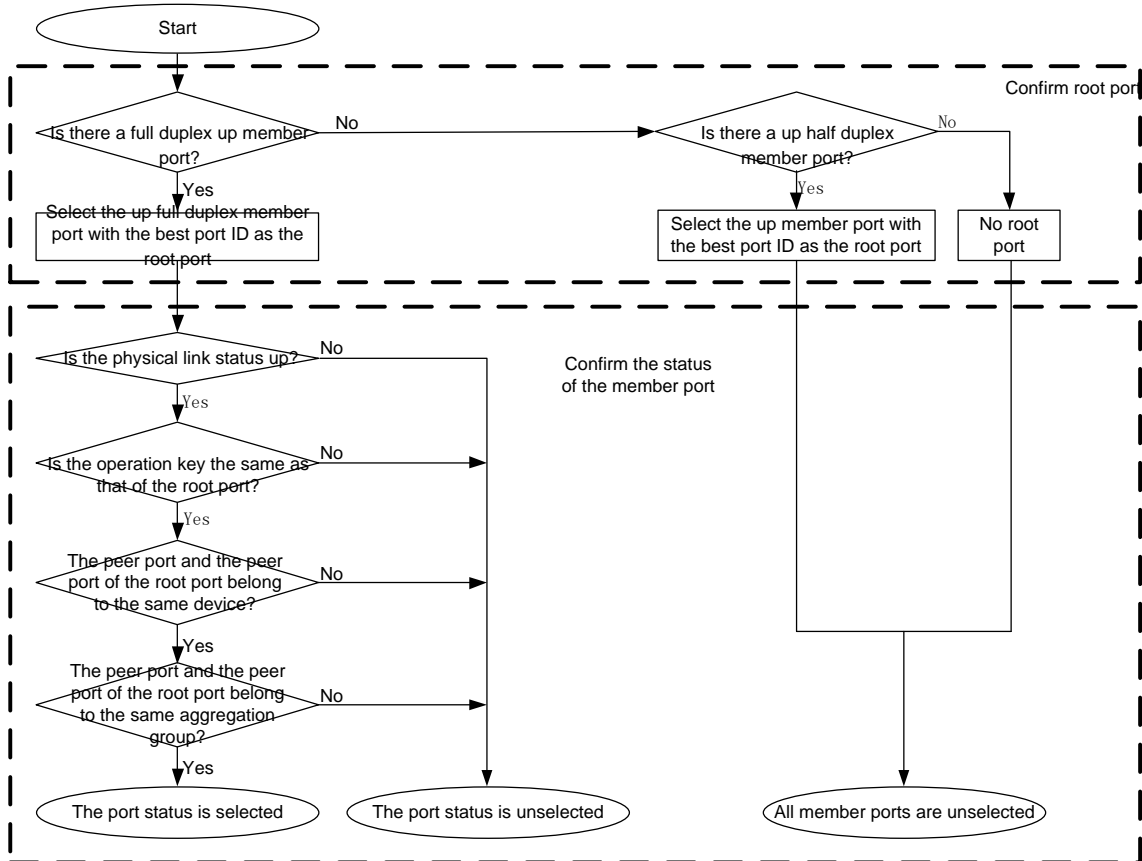 Start
Confirm root port
Is there a full duplex up member
port?
No
Is there a up half duplex
member port?
No
Yes
Yes
Select the up full duplex member
port with the best port ID as the
root port
Select the up member port with
the best port ID as the root port
No root
port
Is the physical link status up?
No
Confirm the status
of the member port
Yes
Is the operation key the same as
that of the root port?
No
Yes
The peer port and the peer
port of the root port belong
to the same device?
No
Yes
The peer port and the peer
port of the root port belong
to the same aggregation
group?
No
Yes
The port status is selected
The port status is unselected
All member ports are unselected